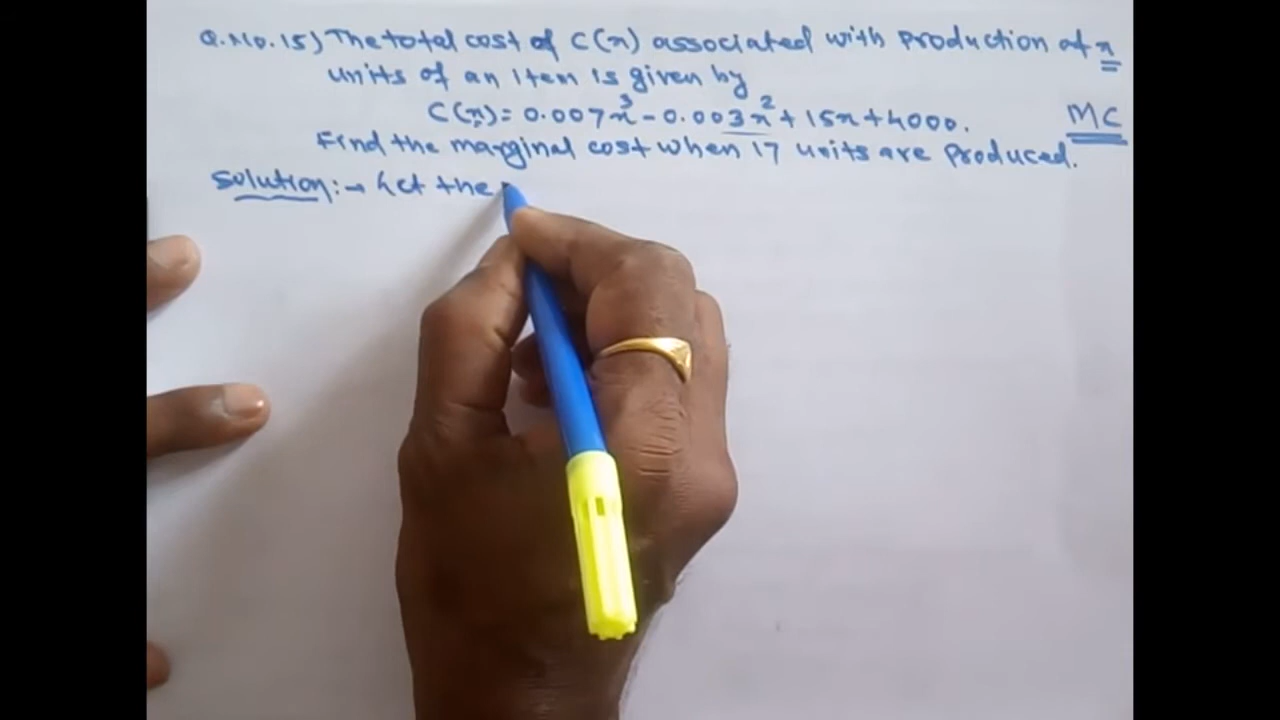 Q.No.15) The total cost of C(x) associated with production of x
units of an item is given by
C(x) = 0.007x³ - 0.003x² + 15x + 4000.
MC
Find the marginal cost when 17 units are produced.
Solution:→ Let the